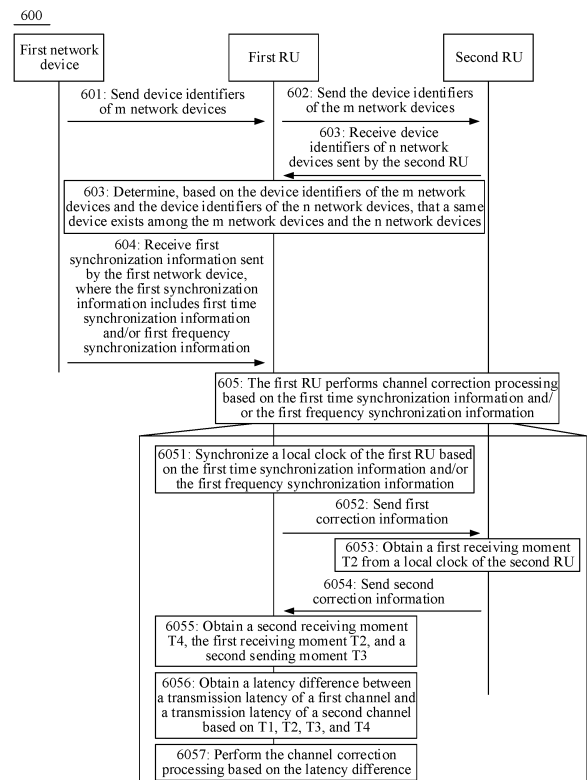 600
First network
device
First RU
Second RU
601: Send device identifiers
of m network devices
602: Send the device identifiers
of the m network devices
603: Receive device
identifiers of n network
devices sent by the second RU
603: Determine, based on the device identifiers of the m network
devices and the device identifiers of the n network devices, that a same
device exists among the m network devices and the n network devices
604: Receive first
synchronization information sent
by the first network device,
where the first synchronization
information includes first time
synchronization information
and/or first frequency
synchronization information
605: The first RU performs channel correction processing
based on the first time synchronization information and/
or the first frequency synchronization information
6051: Synchronize a local clock of the first RU based
on the first time synchronization information and/or
the first frequency synchronization information
6052: Send first
correction information
6053: Obtain a first receiving moment
T2 from a local clock of the second RU
6054: Send second
correction information
6055: Obtain a second receiving moment
T4, the first receiving moment T2, and a
second sending moment T3
6056: Obtain a latency difference between
a transmission latency of a first channel and
a transmission latency of a second channel
based on T1, T2, T3, and T4
6057: Perform the channel correction
processing based on the latency difference